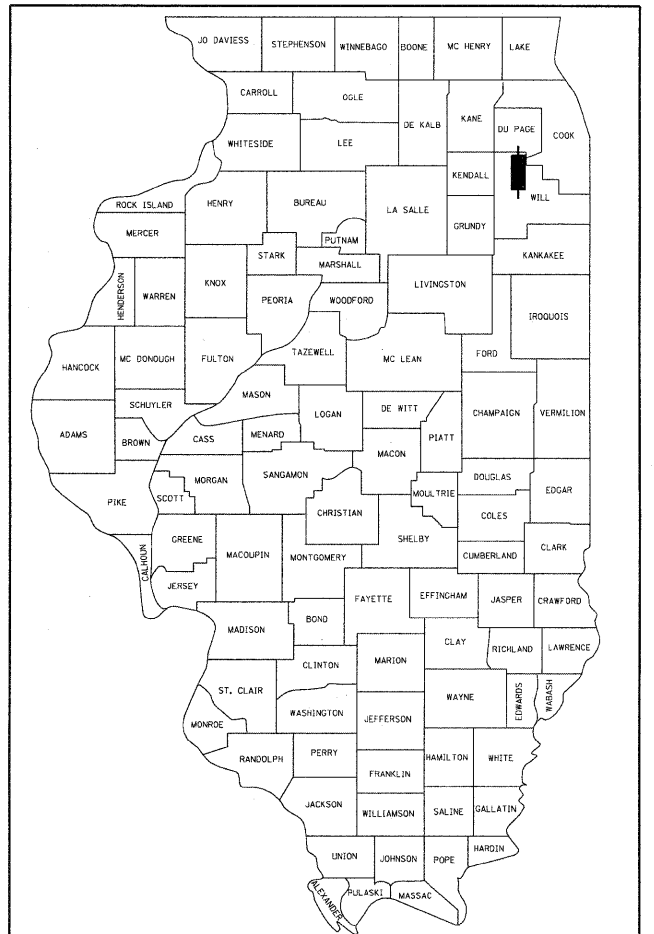 JO DAVIESS
STEPHENSON
WINNEBAGO
BOONE
MC HENRY
LAKE
CARROLL
OGLE
DE KALB
KANE
DU PAGE
COOK
WHITESIDE
LEE
KENDALL
WILL
ROCK ISLAND
HENRY
BUREAU
LA SALLE
GRUNDY
MERCER
PUTNAM
KANKAKEE
HENDERSON
WARREN
KNOX
STARK
MARSHALL
PEORIA
WOODFORD
LIVINGSTON
IROQUOIS
HANCOCK
MC DONOUGH
FULTON
TAZEWELL
MC LEAN
FORD
SCHUYLER
MASON
LOGAN
DE WITT
CHAMPAIGN
VERMILION
ADAMS
BROWN
CASS
MENARD
PIATT
MACON
PIKE
SCOTT
MORGAN
SANGAMON
CHRISTIAN
MOULTRIE
DOUGLAS
EDGAR
COLES
CALHOUN
GREENE
MACOUPIN
MONTGOMERY
SHELBY
CUMBERLAND
CLARK
JERSEY
FAYETTE
EFFINGHAM
JASPER
CRAWFORD
MADISON
BOND
CLAY
RICHLAND
LAWRENCE
CLINTON
MARION
ST. CLAIR
WAYNE
EDWARDS
WABASH
MONROE
WASHINGTON
JEFFERSON
RANDOLPH
PERRY
HAMILTON
WHITE
FRANKLIN
JACKSON
WILLIAMSON
SALINE
GALLATIN
UNION
JOHNSON
POPE
HARDIN
ALEXANDER
PULASKI
MASSAC